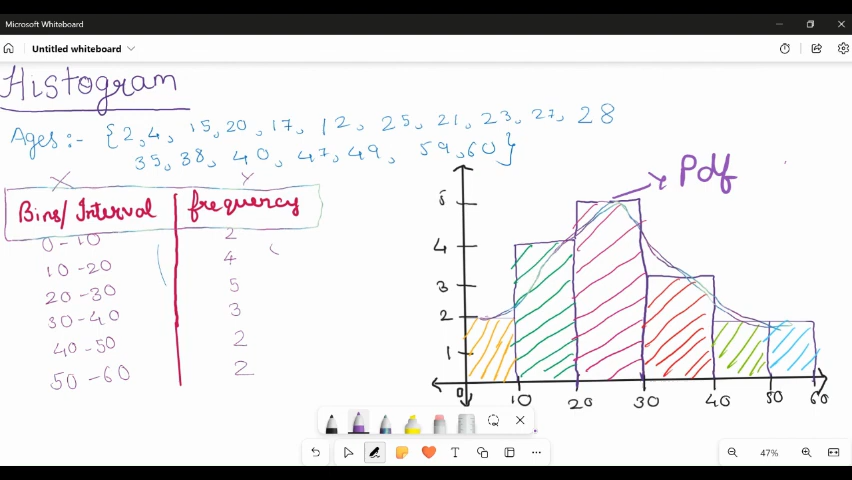 Microsoft Whiteboard
Untitled whiteboard
Histogram
Ages :- {2, 4, 15, 20, 17, 12, 25, 21, 23, 27, 28
35, 38, 40, 47, 49, 59, 60}
X Y
Bins/Interval frequency
0-10 2
10-20 4
20-30 5
30-40 3
40-50 2
50-60 2
Pdf
5
4
3
2
1
0 10 20 30 40 50 60
47%